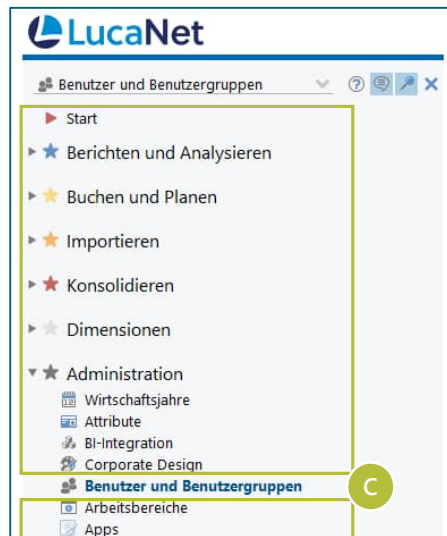 LucaNet
Benutzer und Benutzergruppen
Start
Berichten und Analysieren
Buchen und Planen
Importieren
Konsolidieren
Dimensionen
Administration
Wirtschaftsjahre
Attribute
BI-Integration
Corporate Design
Benutzer und Benutzergruppen
C
Arbeitsbereiche
Apps